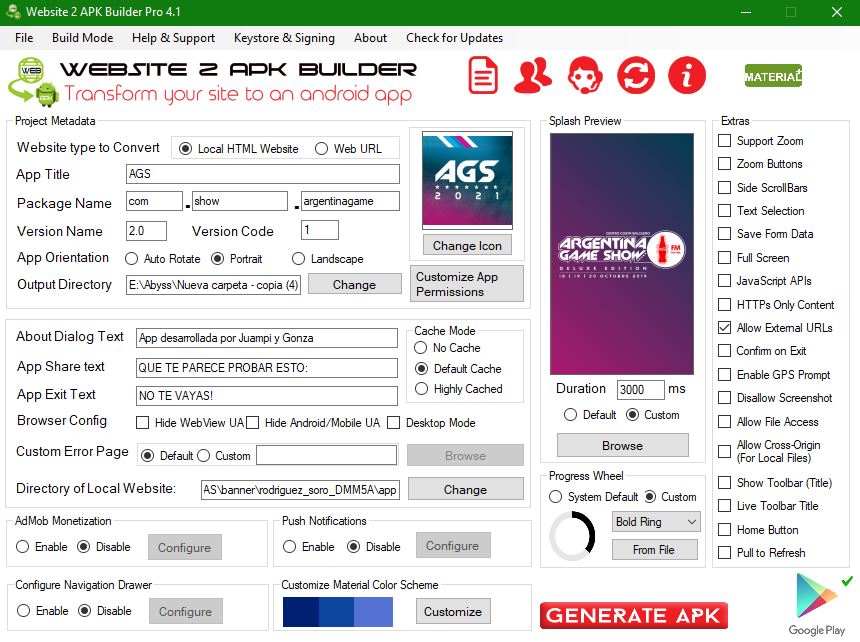 Website 2 APK Builder Pro 4.1
File Build Mode Help & Support Keystore & Signing About Check for Updates
WEB
WEBSITE 2 APK BUILDER
Transform your site to an android app
MATERIAL
Project Metadata
Website type to Convert Local HTML Website Web URL
App Title AGS
Package Name com . show . argentinagame
Version Name 2.0 Version Code 1
App Orientation Auto Rotate Portrait Landscape
Output Directory E:\Abyss\Nueva carpeta - copia (4) Change
AGS
2021
Change Icon
Customize App
Permissions
About Dialog Text App desarrollada por Juampi y Gonza
App Share text QUE TE PARECE PROBAR ESTO:
App Exit Text NO TE VAYAS!
Cache Mode
No Cache
Default Cache
Highly Cached
Browser Config Hide WebView UA Hide Android/Mobile UA Desktop Mode
Custom Error Page Default Custom Browse
Directory of Local Website: AS\banner\rodriguez_soro_DMM5A\app Change
AdMob Monetization
Enable Disable Configure
Push Notifications
Enable Disable Configure
Configure Navigation Drawer
Enable Disable Configure
Customize Material Color Scheme
Customize
Splash Preview
CENTRO COSTA SALGUERO
ARGENTINA
GAME SHOW
FM
DELUXE EDITION
18 | 19 | 20 OCTUBRE 2019
Duration 3000 ms
Default Custom
Browse
Progress Wheel
System Default Custom
Bold Ring
From File
GENERATE APK
Extras
Support Zoom
Zoom Buttons
Side ScrollBars
Text Selection
Save Form Data
Full Screen
JavaScript APIs
HTTPs Only Content
Allow External URLs
Confirm on Exit
Enable GPS Prompt
Disallow Screenshot
Allow File Access
Allow Cross-Origin
(For Local Files)
Show Toolbar (Title)
Live Toolbar Title
Home Button
Pull to Refresh
Google Play